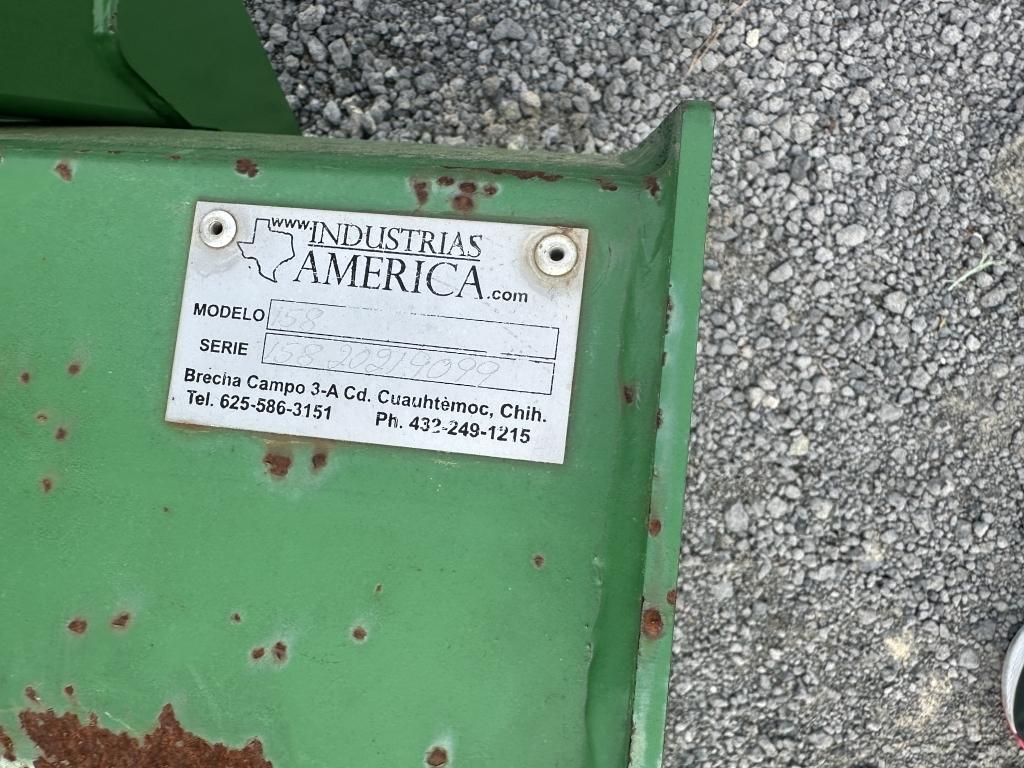 www INDUSTRIAS
AMERICA.com
MODELO 158
SERIE 158 20219099
Brecha Campo 3-A Cd. Cuauhtèmoc, Chih.
Tel. 625-586-3151 Ph. 432-249-1215